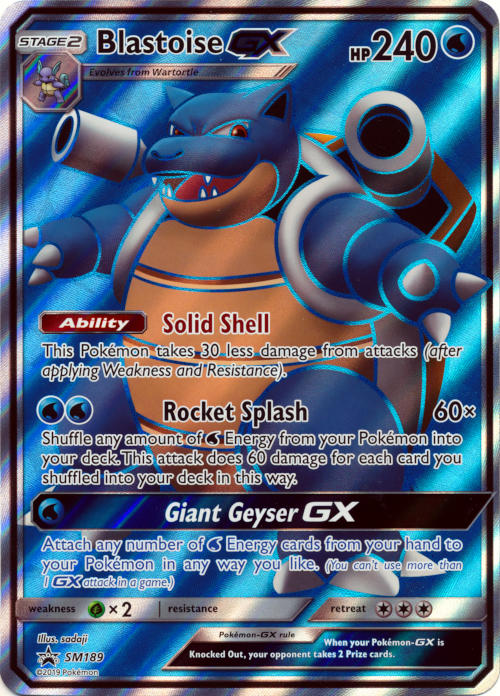 STAGE 2 Blastoise GX HP 240
Evolves from Wartortle
Ability Solid Shell
This Pokémon takes 30 less damage from attacks (after
applying Weakness and Resistance).
Rocket Splash 60×
Shuffle any amount of Energy from your Pokémon into
your deck. This attack does 60 damage for each card you
shuffled into your deck in this way.
Giant Geyser GX
Attach any number of Energy cards from your hand to
your Pokémon in any way you like. (You can't use more than
1 GX attack in a game.)
weakness ×2 resistance retreat
Illus. sadaji
SM189
©2019 Pokémon
Pokémon-GX rule
When your Pokémon-GX is
Knocked Out, your opponent takes 2 Prize cards.